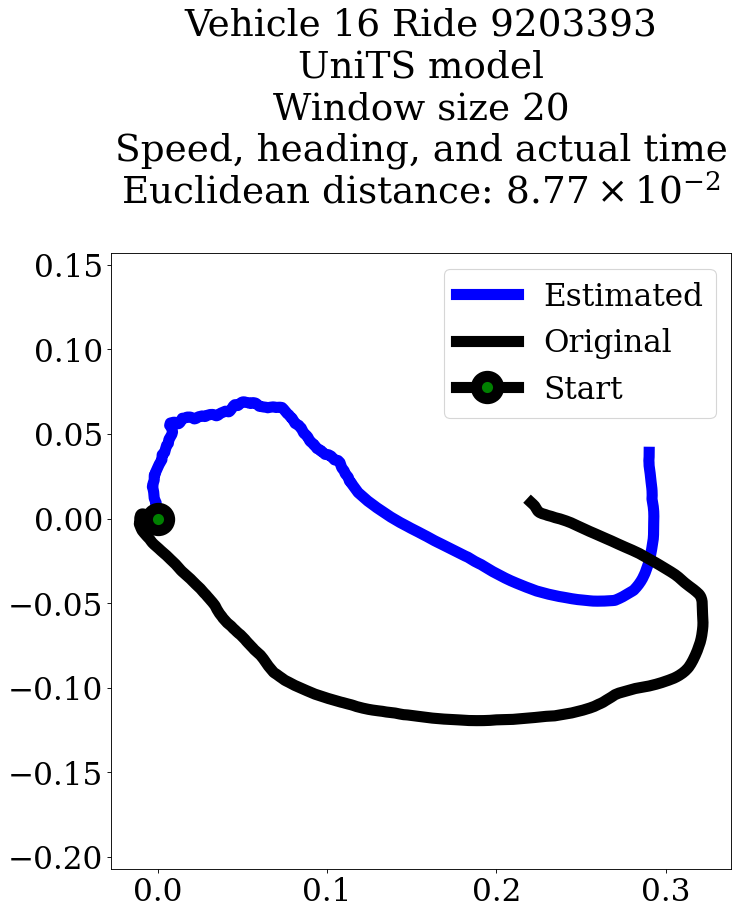 Vehicle 16 Ride 9203393
UniTS model
Window size 20
Speed, heading, and actual time
Euclidean distance: 8.77 × 10⁻²
Estimated
Original
Start
0.15
0.10
0.05
0.00
−0.05
−0.10
−0.15
−0.20
0.0 0.1 0.2 0.3